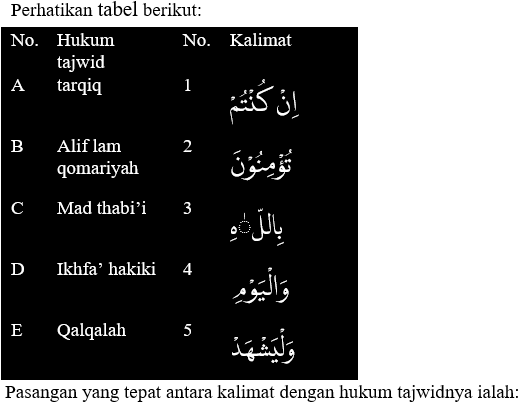 Perhatikan tabel berikut:
No. Hukum tajwid No. Kalimat
A tarqiq 1 اِنْ كُنْتُمْ
B Alif lam qomariyah 2 تُؤْمِنُوْنَ
C Mad thabi’i 3 بِاللّٰهِ
D Ikhfa’ hakiki 4 وَالْيَوْمِ
E Qalqalah 5 وَلْيَشْهَدْ
Pasangan yang tepat antara kalimat dengan hukum tajwidnya ialah: